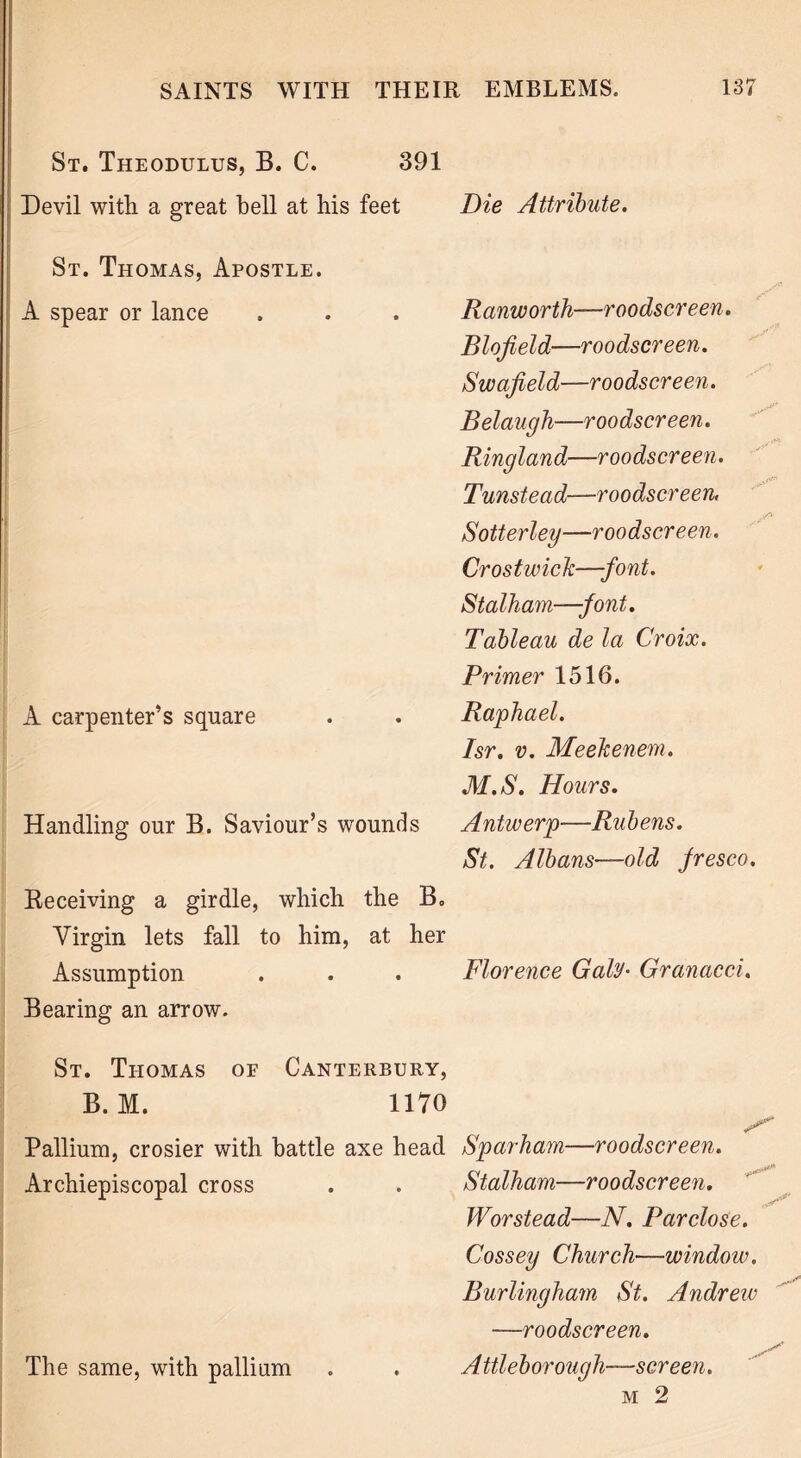 SAINTS WITH THEIR EMBLEMS. 137
St. Theodulus, B. C. 391
Devil with a great bell at his feet Die Attribute.
St. Thomas, Apostle.
A spear or lance . . . Ranworth—roodscreen.
Blofield—roodscreen.
Swafield—roodscreen.
Belaugh—roodscreen.
Ringland—roodscreen.
Tunstead—roodscreen.
Sotterley—roodscreen.
Crostwick—font.
Stalham—font.
Tableau de la Croix.
Primer 1516.
A carpenter's square . . Raphael.
Isr. v. Meekenem.
M.S. Hours.
Handling our B. Saviour's wounds Antwerp—Rubens.
St. Albans—old fresco.
Receiving a girdle, which the B.
Virgin lets fall to him, at her
Assumption . . . Florence Galy. Granacci.
Bearing an arrow.
St. Thomas of Canterbury,
B. M. 1170
Pallium, crosier with battle axe head Sparham—roodscreen.
Archiepiscopal cross . . Stalham—roodscreen.
Worstead—N. Parclose.
Cossey Church—window.
Burlingham St. Andrew
—roodscreen.
The same, with pallium . . Attleborough—screen.
M 2